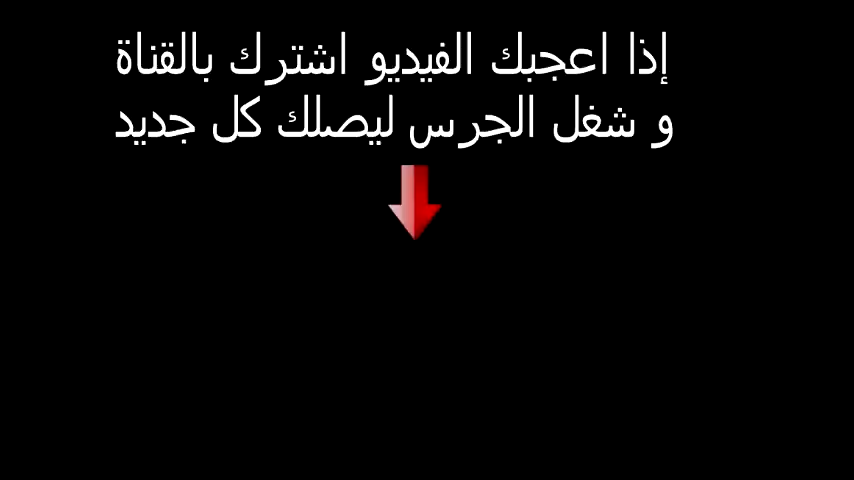 إذا اعجبك الفيديو اشترك بالقناة
و شغل الجرس ليصلك كل جديد